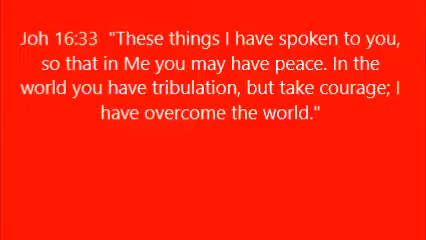 Joh 16:33  "These things I have spoken to you,
so that in Me you may have peace. In the
world you have tribulation, but take courage; I
have overcome the world."